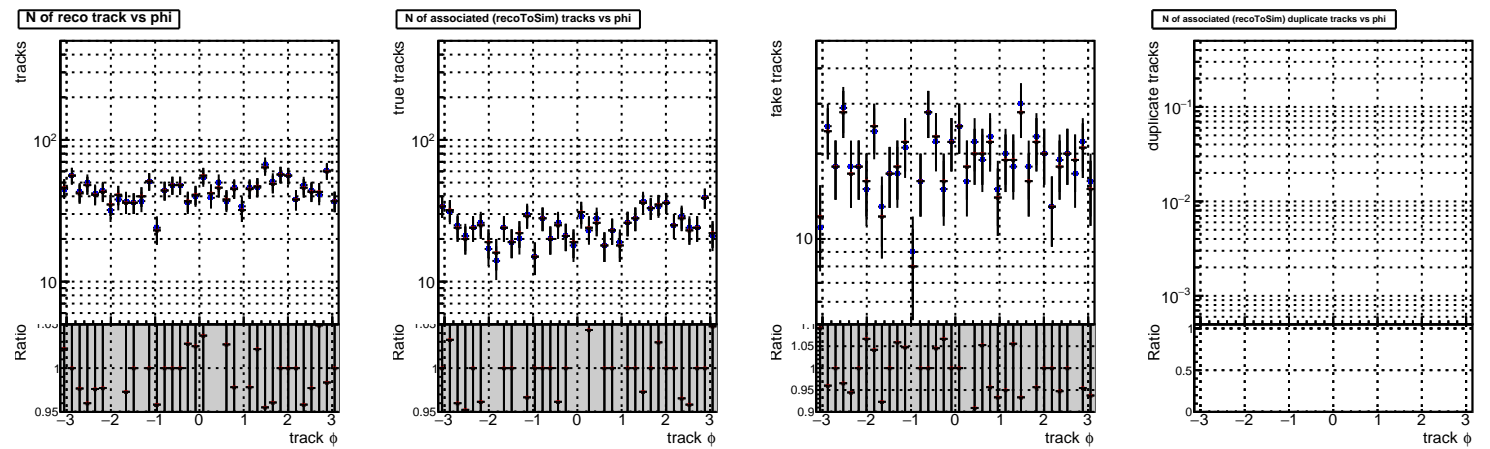 N of reco track vs phi
tracks
10²
10
Ratio
1.05
1
0.95
−3 −2 −1 0 1 2 3
track ϕ
N of associated (recoToSim) tracks vs phi
true tracks
10²
10
Ratio
1
0.95
−3 −2 −1 0 1 2 3
track ϕ
fake tracks
10
Ratio
1.1
1.05
1
0.95
0.9
−3 −2 −1 0 1 2 3
track ϕ
N of associated (recoToSim) duplicate tracks vs phi
duplicate tracks
10⁻¹
10⁻²
10⁻³
Ratio
1
0.5
0
−3 −2 −1 0 1 2 3
track ϕ